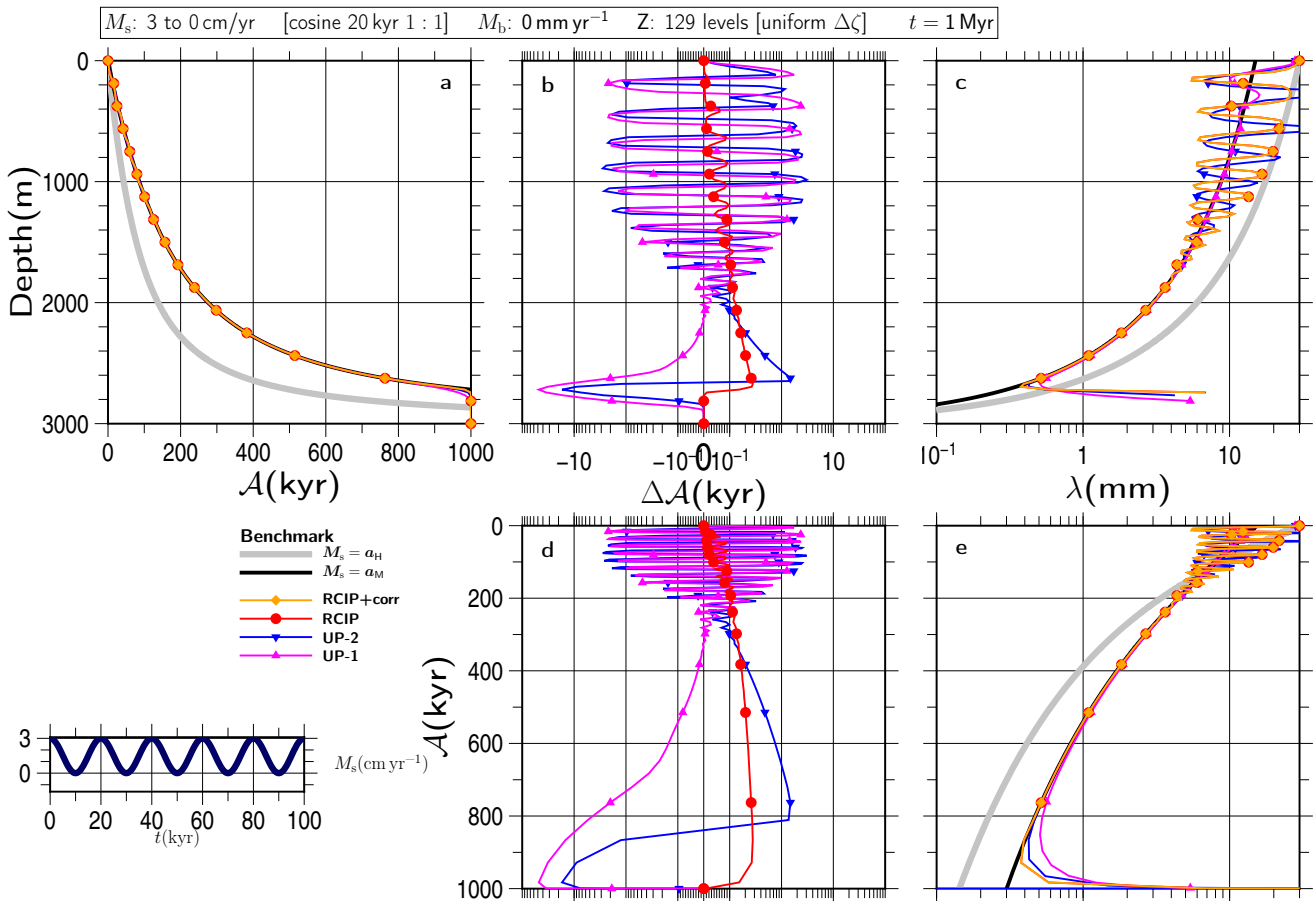 Mₛ: 3 to 0 cm/yr [cosine 20 kyr 1 : 1] M_b: 0 mm yr⁻¹ Z: 129 levels [uniform Δζ] t = 1 Myr
a b c
0
1000
2000
3000
Depth(m)
0 200 400 600 800 1000
𝒜(kyr)
−10 −10⁻¹ 0 10⁻¹ 10
Δ𝒜(kyr)
10⁻¹ 1 10
λ(mm)
Benchmark
Mₛ = a_H
Mₛ = a_M
RCIP+corr
RCIP
UP-2
UP-1
d e
0
200
400
600
800
1000
𝒜(kyr)
3
0
Mₛ(cm yr⁻¹)
0 20 40 60 80 100
t(kyr)